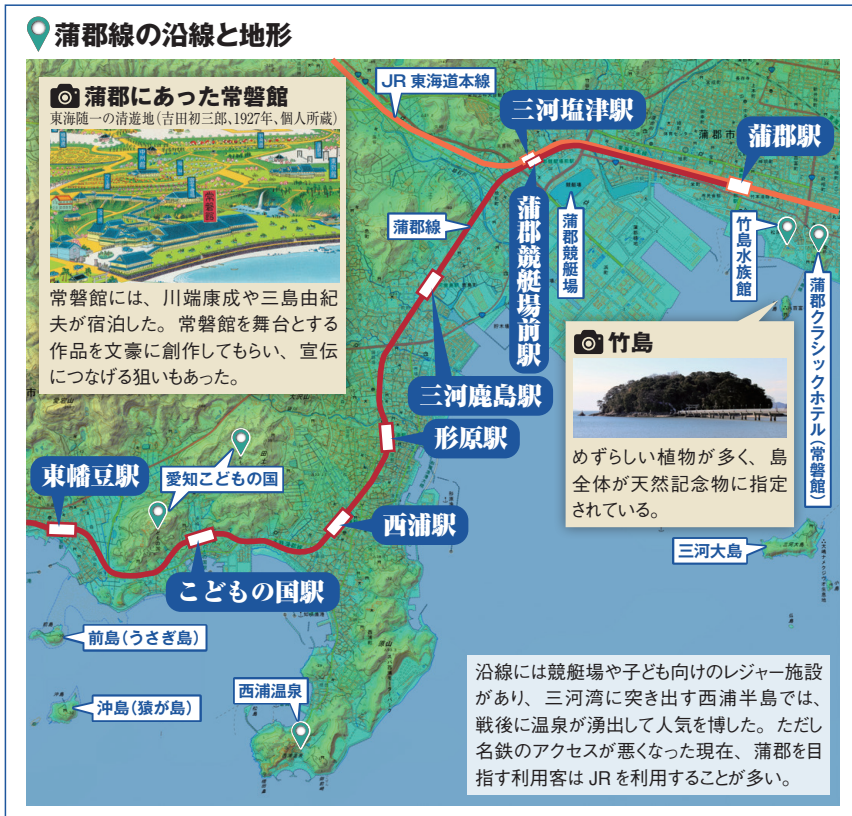 蒲郡線の沿線と地形
蒲郡にあった常磐館
東海随一の清遊地(吉田初三郎、1927年、個人所蔵)
常磐館
常磐館には、川端康成や三島由紀
夫が宿泊した。常磐館を舞台とする
作品を文豪に創作してもらい、宣伝
につなげる狙いもあった。
JR 東海道本線
三河塩津駅
蒲郡市
蒲郡駅
蒲郡線
蒲郡競艇場前駅
蒲郡競艇場
竹島水族館
蒲郡クラシックホテル(常磐館)
三河鹿島駅
竹島
めずらしい植物が多く、島
全体が天然記念物に指定
されている。
形原駅
愛知こどもの国
東幡豆駅
西浦駅
こどもの国駅
三河大島
前島(うさぎ島)
沖島(猿が島)
西浦温泉
沿線には競艇場や子ども向けのレジャー施設
があり、三河湾に突き出す西浦半島では、
戦後に温泉が湧出して人気を博した。ただし
名鉄のアクセスが悪くなった現在、蒲郡を目
指す利用客は JR を利用することが多い。